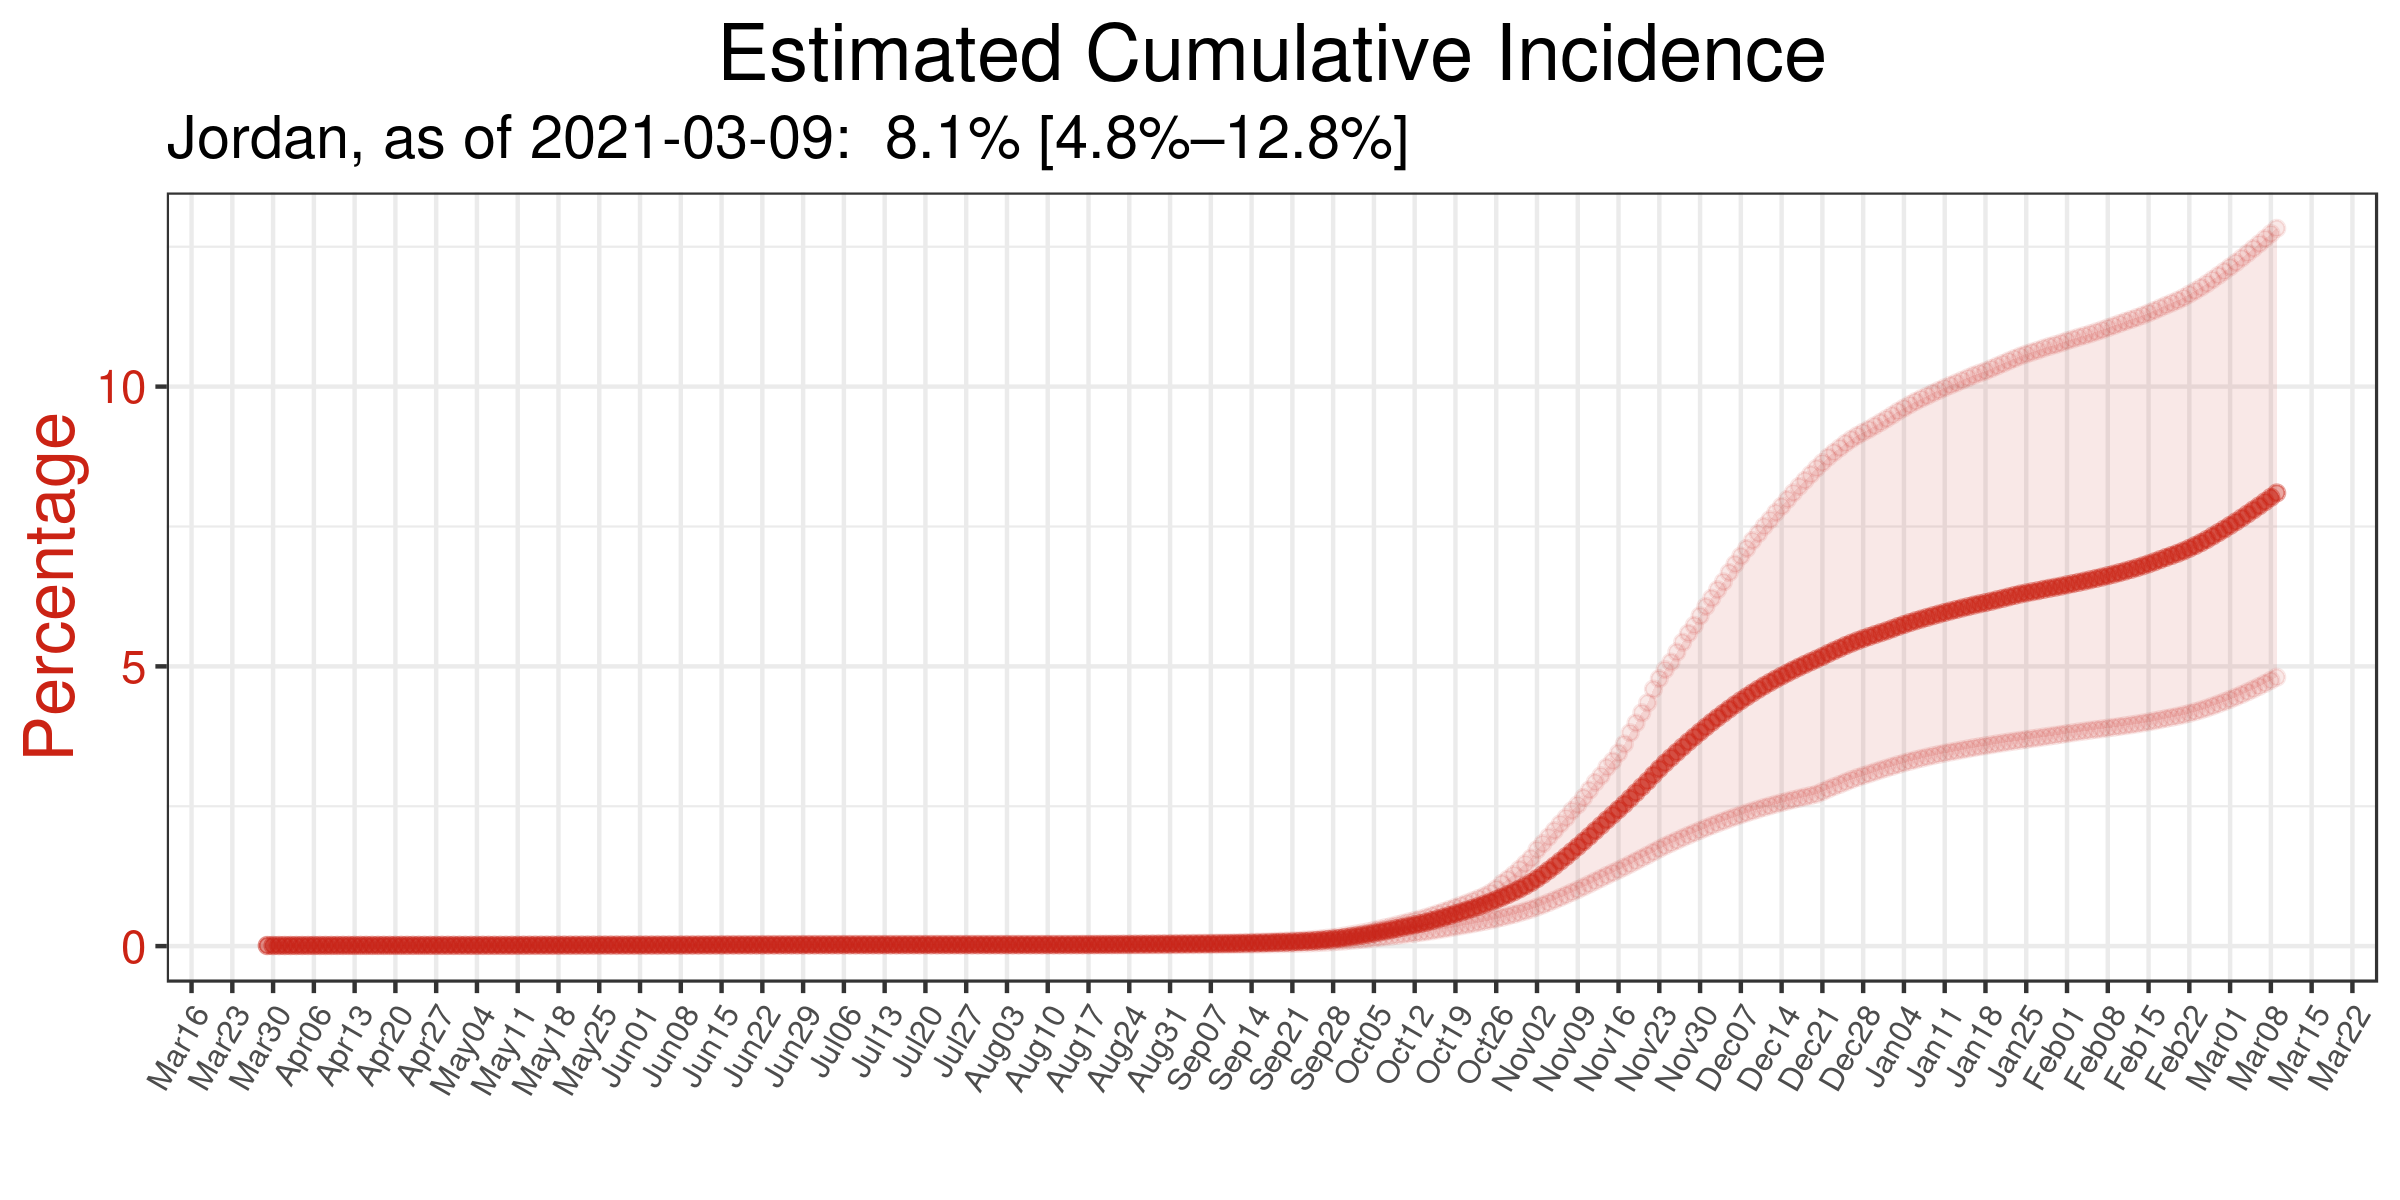 Estimated Cumulative Incidence
Jordan, as of 2021-03-09:  8.1% [4.8%–12.8%]
Percentage
10
5
0
Mar16
Mar23
Mar30
Apr06
Apr13
Apr20
Apr27
May04
May11
May18
May25
Jun01
Jun08
Jun15
Jun22
Jun29
Jul06
Jul13
Jul20
Jul27
Aug03
Aug10
Aug17
Aug24
Aug31
Sep07
Sep14
Sep21
Sep28
Oct05
Oct12
Oct19
Oct26
Nov02
Nov09
Nov16
Nov23
Nov30
Dec07
Dec14
Dec21
Dec28
Jan04
Jan11
Jan18
Jan25
Feb01
Feb08
Feb15
Feb22
Mar01
Mar08
Mar15
Mar22